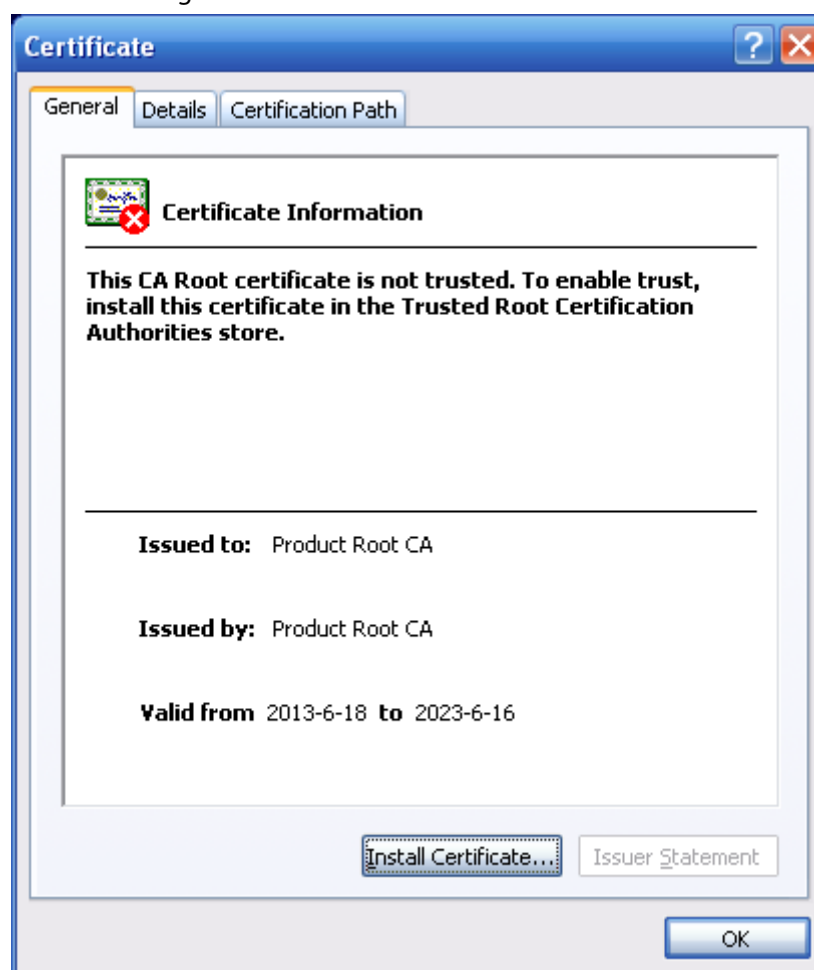 Certificate
General Details Certification Path
Certificate Information
This CA Root certificate is not trusted. To enable trust,
install this certificate in the Trusted Root Certification
Authorities store.
Issued to: Product Root CA
Issued by: Product Root CA
Valid from 2013-6-18 to 2023-6-16
Install Certificate... Issuer Statement
OK